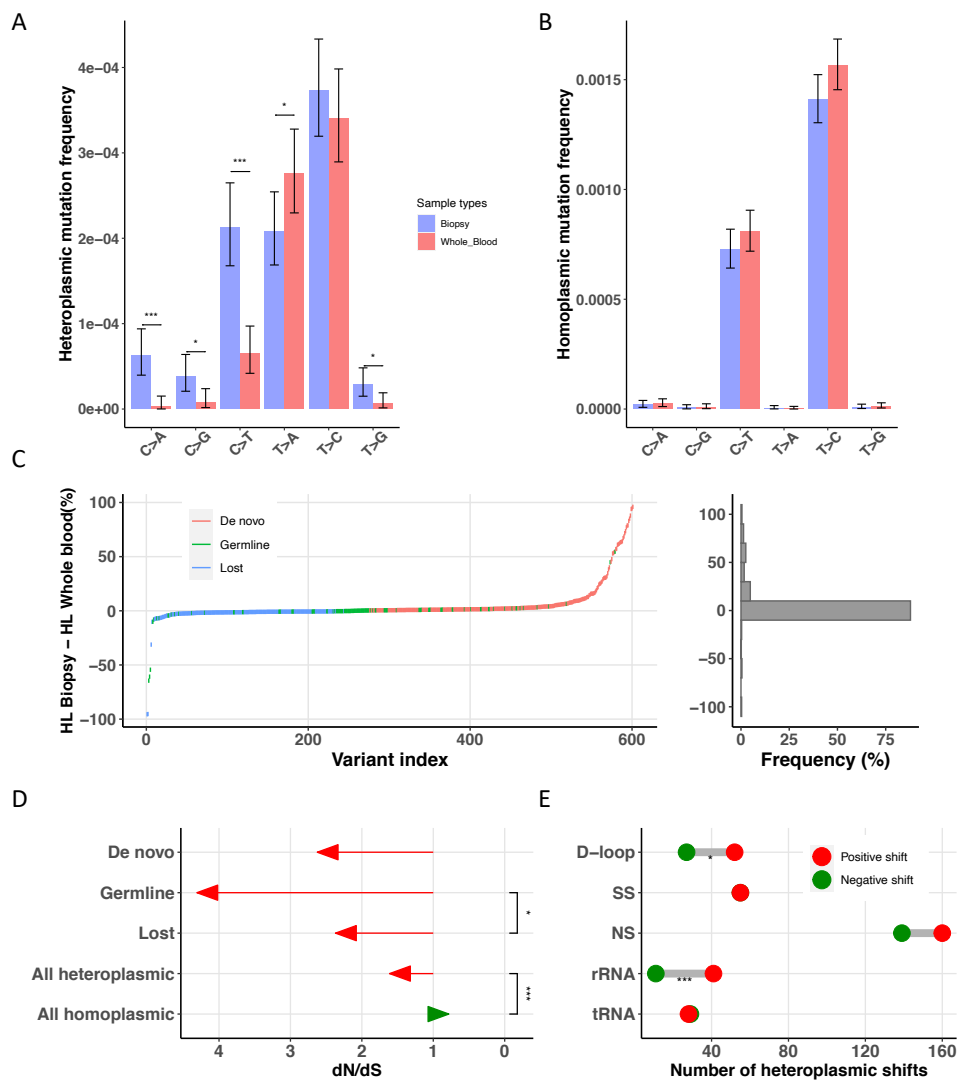 A
B
Heteroplasmic mutation frequency
4e−04
3e−04
2e−04
1e−04
0e+00
***
*
***
*
*
C>A
C>G
C>T
T>A
T>C
T>G
Sample types
Biopsy
Whole_Blood
Homoplasmic mutation frequency
0.0015
0.0010
0.0005
0.0000
C>A
C>G
C>T
T>A
T>C
T>G
C
HL Biopsy − HL Whole blood(%)
100
50
0
−50
−100
De novo
Germline
Lost
0
200
400
600
Variant index
100
50
0
−50
−100
0
25
50
75
Frequency (%)
D
De novo
Germline
Lost
All heteroplasmic
All homoplasmic
*
***
4
3
2
1
0
dN/dS
E
D−loop
SS
NS
rRNA
tRNA
*
***
Positive shift
Negative shift
40
80
120
160
Number of heteroplasmic shifts